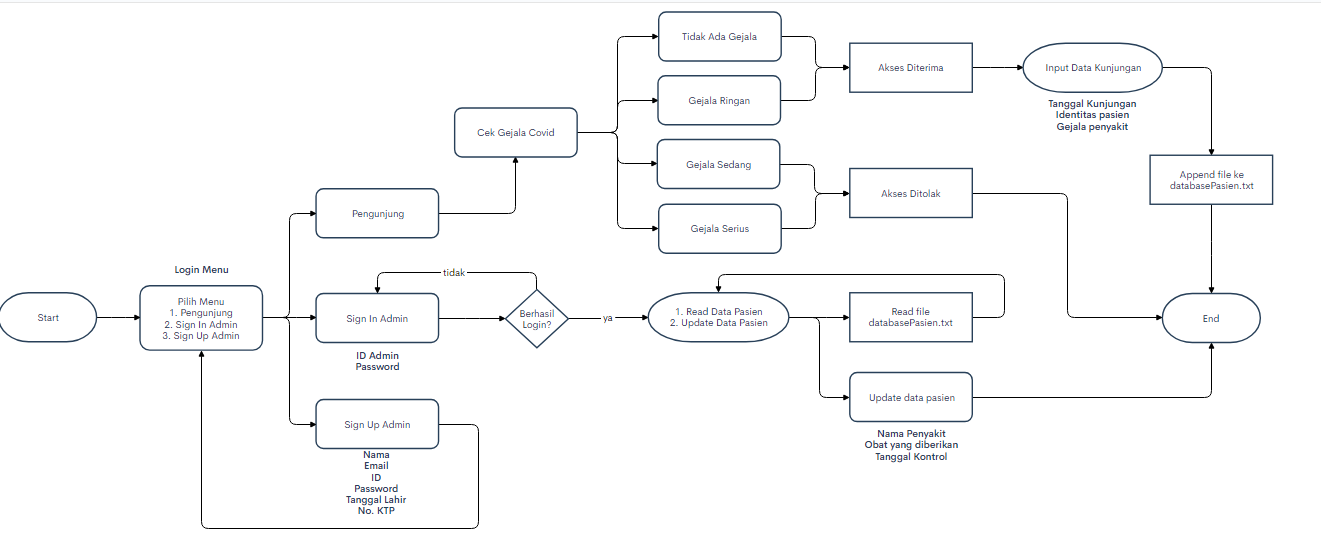 Start
Login Menu
Pilih Menu
1. Pengunjung
2. Sign In Admin
3. Sign Up Admin
Pengunjung
Cek Gejala Covid
Tidak Ada Gejala
Gejala Ringan
Gejala Sedang
Gejala Serius
Akses Diterima
Akses Ditolak
Input Data Kunjungan
Tanggal Kunjungan
Identitas pasien
Gejala penyakit
Append file ke
databasePasien.txt
Sign In Admin
ID Admin
Password
tidak
Berhasil
Login?
ya
1. Read Data Pasien
2. Update Data Pasien
Read file
databasePasien.txt
End
Update data pasien
Nama Penyakit
Obat yang diberikan
Tanggal Kontrol
Sign Up Admin
Nama
Email
ID
Password
Tanggal Lahir
No. KTP